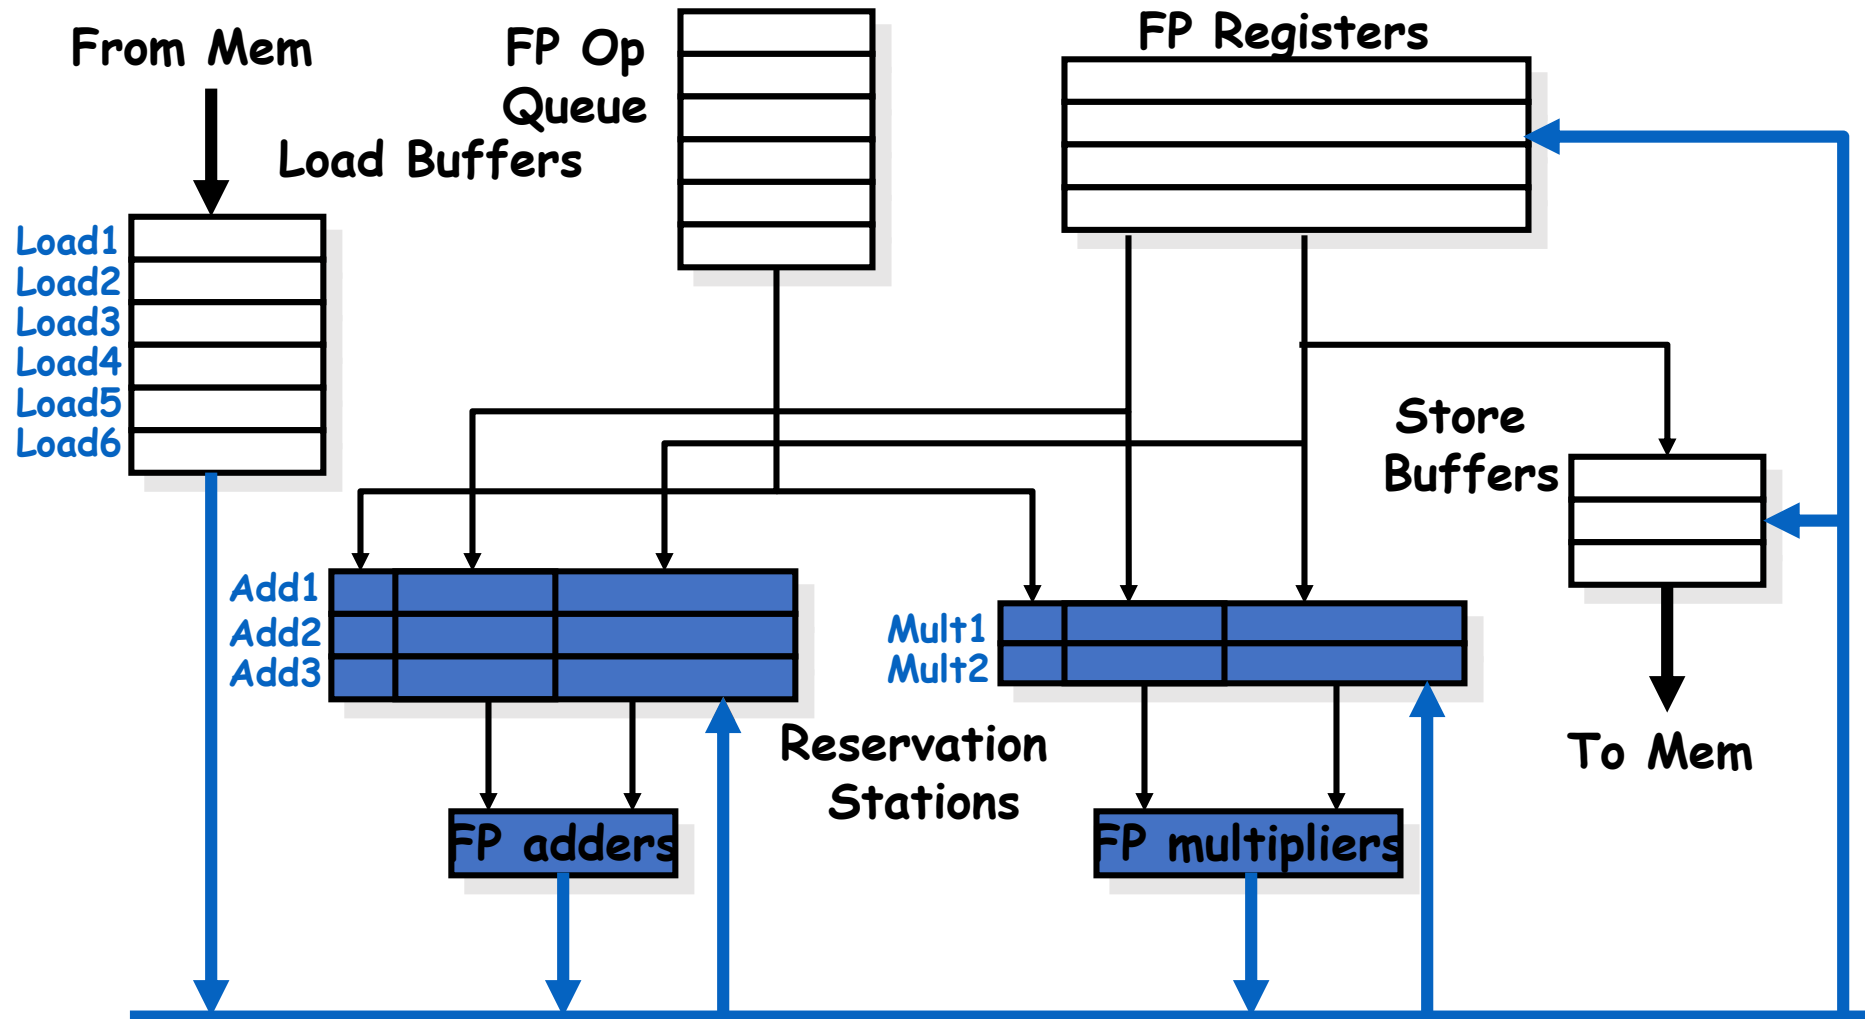 From Mem
FP Op
Queue
FP Registers
Load Buffers
Load1
Load2
Load3
Load4
Load5
Load6
Store
Buffers
Add1
Add2
Add3
Mult1
Mult2
Reservation
Stations
To Mem
FP adders
FP multipliers